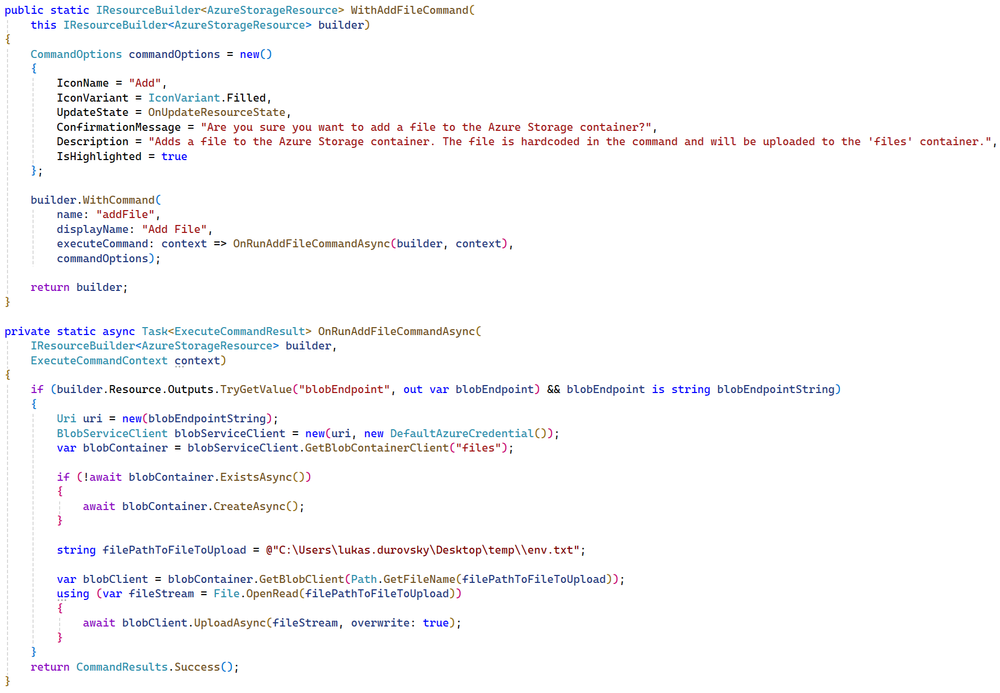 public static IResourceBuilder<AzureStorageResource> WithAddFileCommand(
    this IResourceBuilder<AzureStorageResource> builder)
{
    CommandOptions commandOptions = new()
    {
        IconName = "Add",
        IconVariant = IconVariant.Filled,
        UpdateState = OnUpdateResourceState,
        ConfirmationMessage = "Are you sure you want to add a file to the Azure Storage container?",
        Description = "Adds a file to the Azure Storage container. The file is hardcoded in the command and will be uploaded to the 'files' container.",
        IsHighlighted = true
    };

    builder.WithCommand(
        name: "addFile",
        displayName: "Add File",
        executeCommand: context => OnRunAddFileCommandAsync(builder, context),
        commandOptions);

    return builder;
}

private static async Task<ExecuteCommandResult> OnRunAddFileCommandAsync(
    IResourceBuilder<AzureStorageResource> builder,
    ExecuteCommandContext context)
{
    if (builder.Resource.Outputs.TryGetValue("blobEndpoint", out var blobEndpoint) && blobEndpoint is string blobEndpointString)
    {
        Uri uri = new(blobEndpointString);
        BlobServiceClient blobServiceClient = new(uri, new DefaultAzureCredential());
        var blobContainer = blobServiceClient.GetBlobContainerClient("files");

        if (!await blobContainer.ExistsAsync())
        {
            await blobContainer.CreateAsync();
        }

        string filePathToFileToUpload = @"C:\Users\lukas.durovsky\Desktop\temp\\env.txt";

        var blobClient = blobContainer.GetBlobClient(Path.GetFileName(filePathToFileToUpload));
        using (var fileStream = File.OpenRead(filePathToFileToUpload))
        {
            await blobClient.UploadAsync(fileStream, overwrite: true);
        }
    }
    return CommandResults.Success();
}